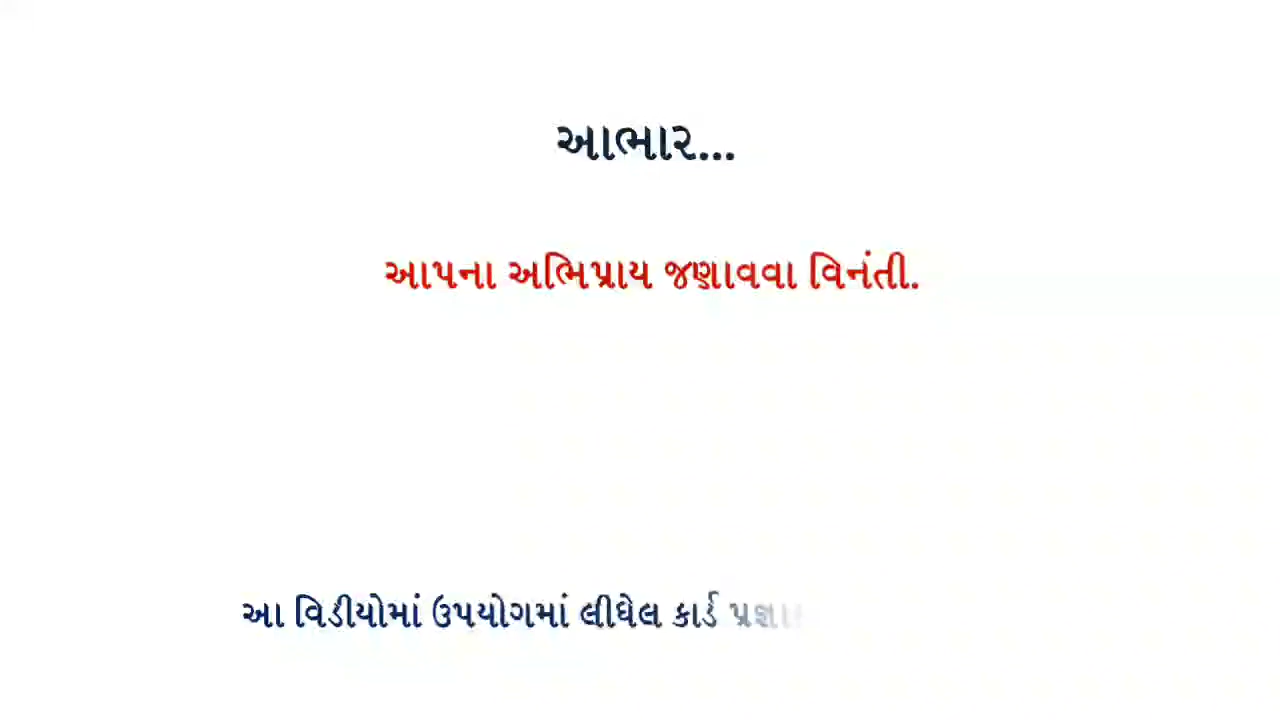 આભાર...
આપના અભિપ્રાય જણાવવા વિનંતી.
આ વિડીયોમાં ઉપયોગમાં લીધેલ કાર્ડ